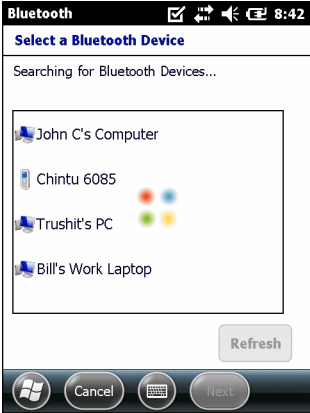 Bluetooth 8:42
Select a Bluetooth Device
Searching for Bluetooth Devices...
John C's Computer
Chintu 6085
Trushit's PC
Bill's Work Laptop
Refresh
Cancel Next